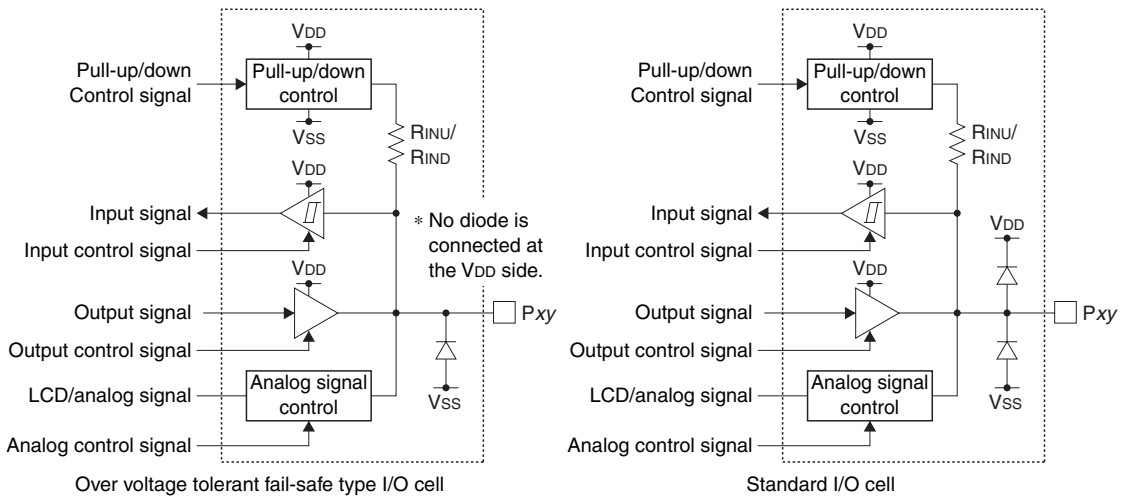 VDD
Pull-up/down
Control signal
Pull-up/down
control
VSS
RINU/
RIND
VDD
Input signal
Input control signal
* No diode is
connected at
the VDD side.
VDD
Output signal
Pxy
Output control signal
LCD/analog signal
Analog signal
control
VSS
Analog control signal
Over voltage tolerant fail-safe type I/O cell
VDD
Pull-up/down
Control signal
Pull-up/down
control
VSS
RINU/
RIND
VDD
Input signal
Input control signal
VDD
VDD
Output signal
Pxy
Output control signal
LCD/analog signal
Analog signal
control
VSS
Analog control signal
Standard I/O cell